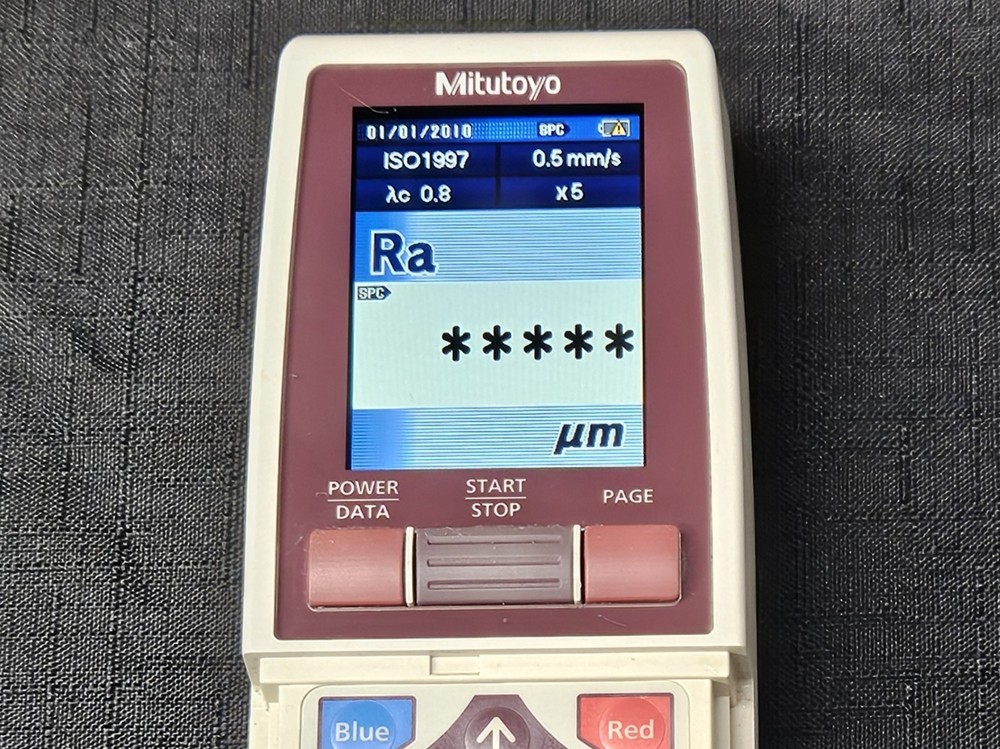 Mitutoyo
01/01/2010 SPC
ISO1997 0.5 mm/s
λc 0.8 x5
Ra
SPC
*****
μm
POWER START PAGE
DATA STOP
Blue Red